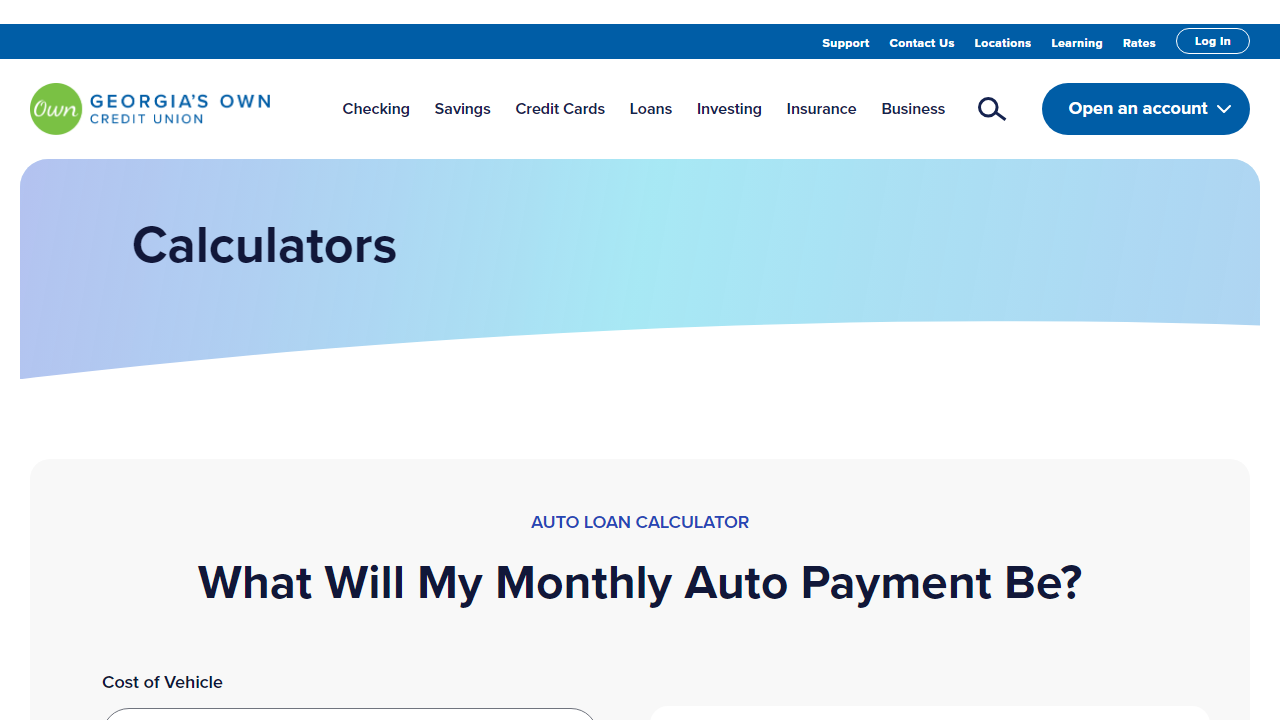 Support Contact Us Locations Learning Rates Log In
Own GEORGIA'S OWN
CREDIT UNION
Checking Savings Credit Cards Loans Investing Insurance Business Open an account
Calculators
AUTO LOAN CALCULATOR
What Will My Monthly Auto Payment Be?
Cost of Vehicle